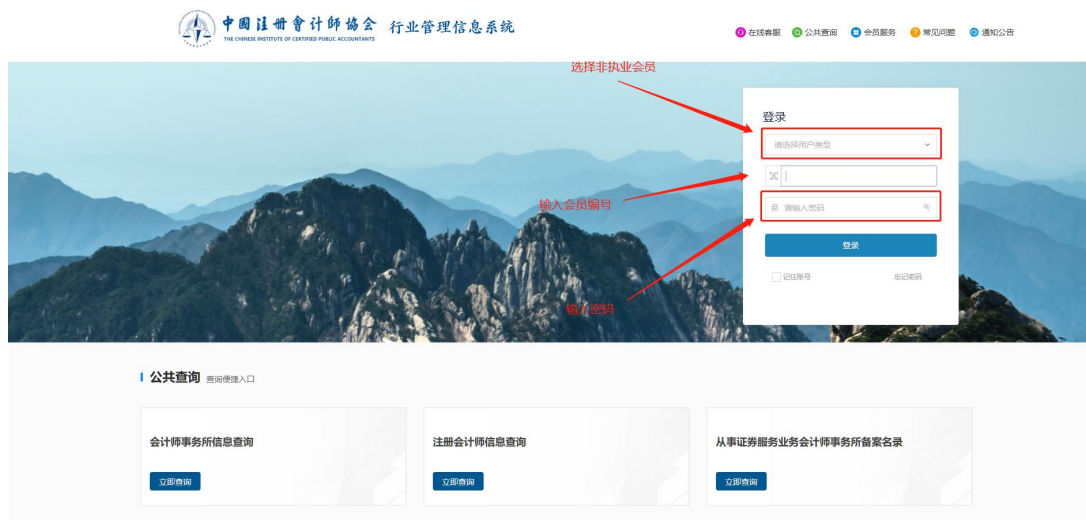 中国注册會计师協会 行业管理信息系统
THE CHINESE INSTITUTE OF CERTIFIED PUBLIC ACCOUNTANTS
在线客服 公共查询 会员服务 常见问题 通知公告
选择非执业会员
登录
请选择用户类型
输入会员编号
请输入密码
登录
记住账号 忘记密码
输入密码
公共查询 查询便捷入口
会计师事务所信息查询 注册会计师信息查询 从事证券服务业务会计师事务所备案名录
立即查询 立即查询 立即查询